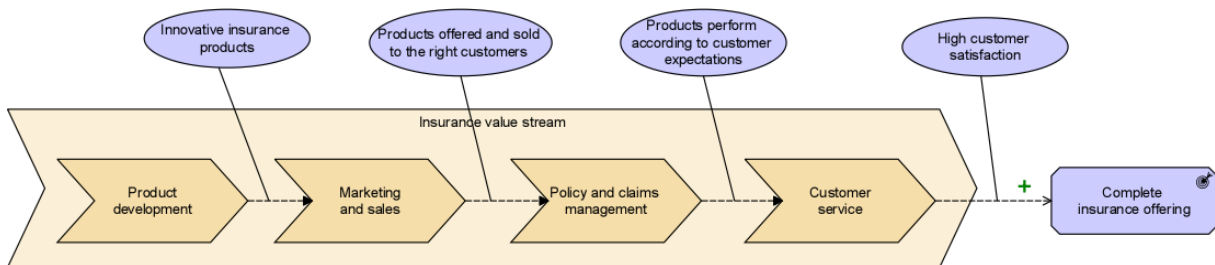 Innovative insurance
products
Products offered and sold
to the right customers
Products perform
according to customer
expectations
High customer
satisfaction
Insurance value stream
Product
development
Marketing
and sales
Policy and claims
management
Customer
service
+
Complete
insurance offering